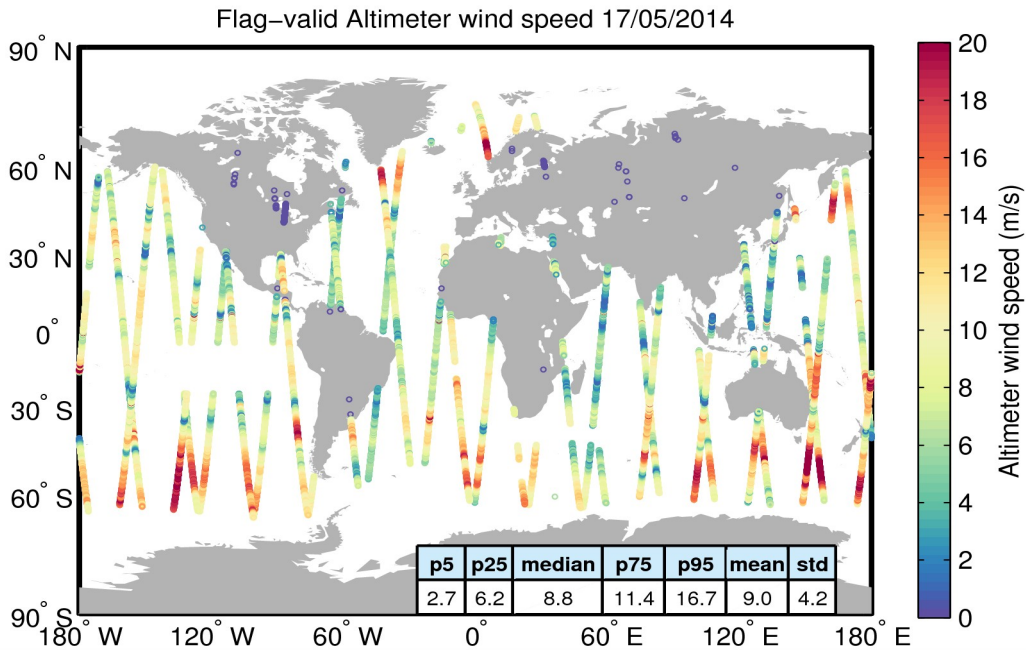 Flag−valid Altimeter wind speed 17/05/2014
90° N
60° N
30° N
0°
30° S
60° S
90° S
180° W
120° W
60° W
0°
60° E
120° E
180° E
p5 p25 median p75 p95 mean std
2.7 6.2 8.8 11.4 16.7 9.0 4.2
20
18
16
14
12
10
8
6
4
2
0
Altimeter wind speed (m/s)